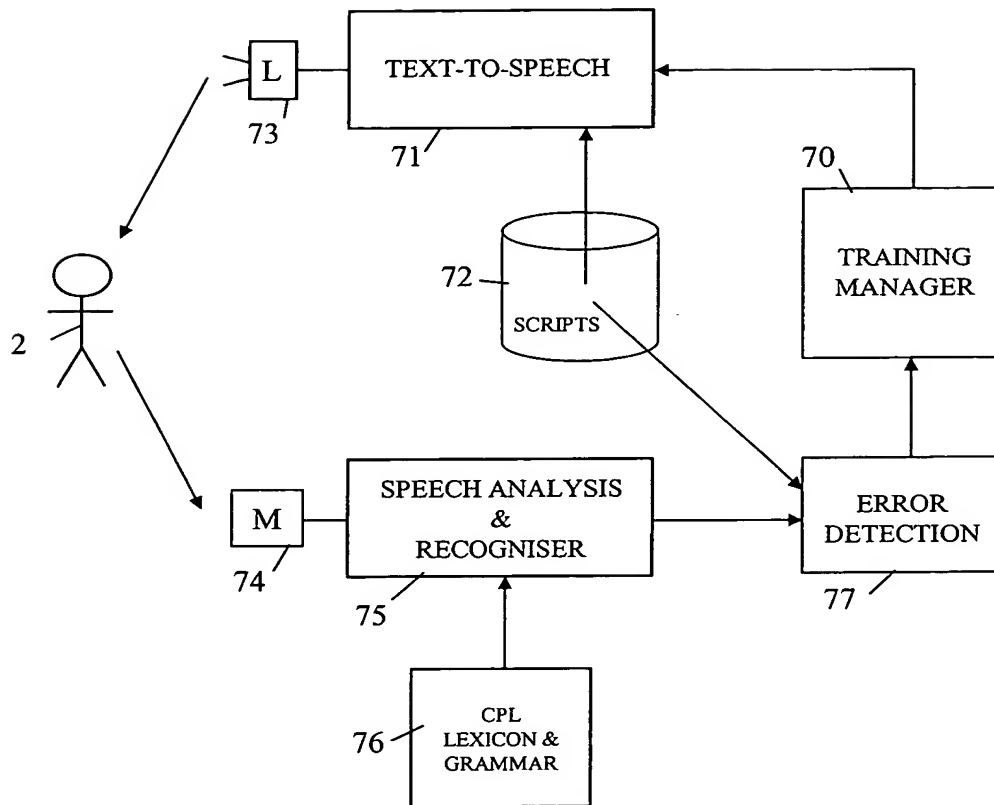 L
TEXT-TO-SPEECH
73
71
70
TRAINING
MANAGER
72
SCRIPTS
2
M
SPEECH ANALYSIS
&
RECOGNISER
ERROR
DETECTION
74
75
77
76
CPL
LEXICON &
GRAMMAR